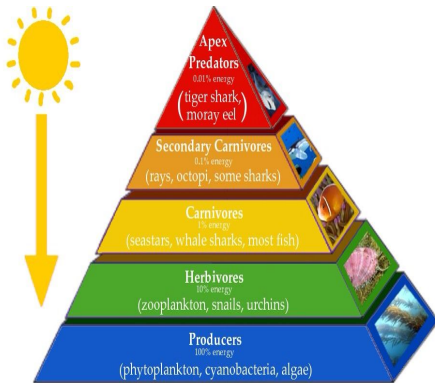 Apex
Predators
0.01% energy
(tiger shark,
moray eel)
Secondary Carnivores
0.1% energy
(rays, octopi, some sharks)
Carnivores
1% energy
(seastars, whale sharks, most fish)
Herbivores
10% energy
(zooplankton, snails, urchins)
Producers
100% energy
(phytoplankton, cyanobacteria, algae)